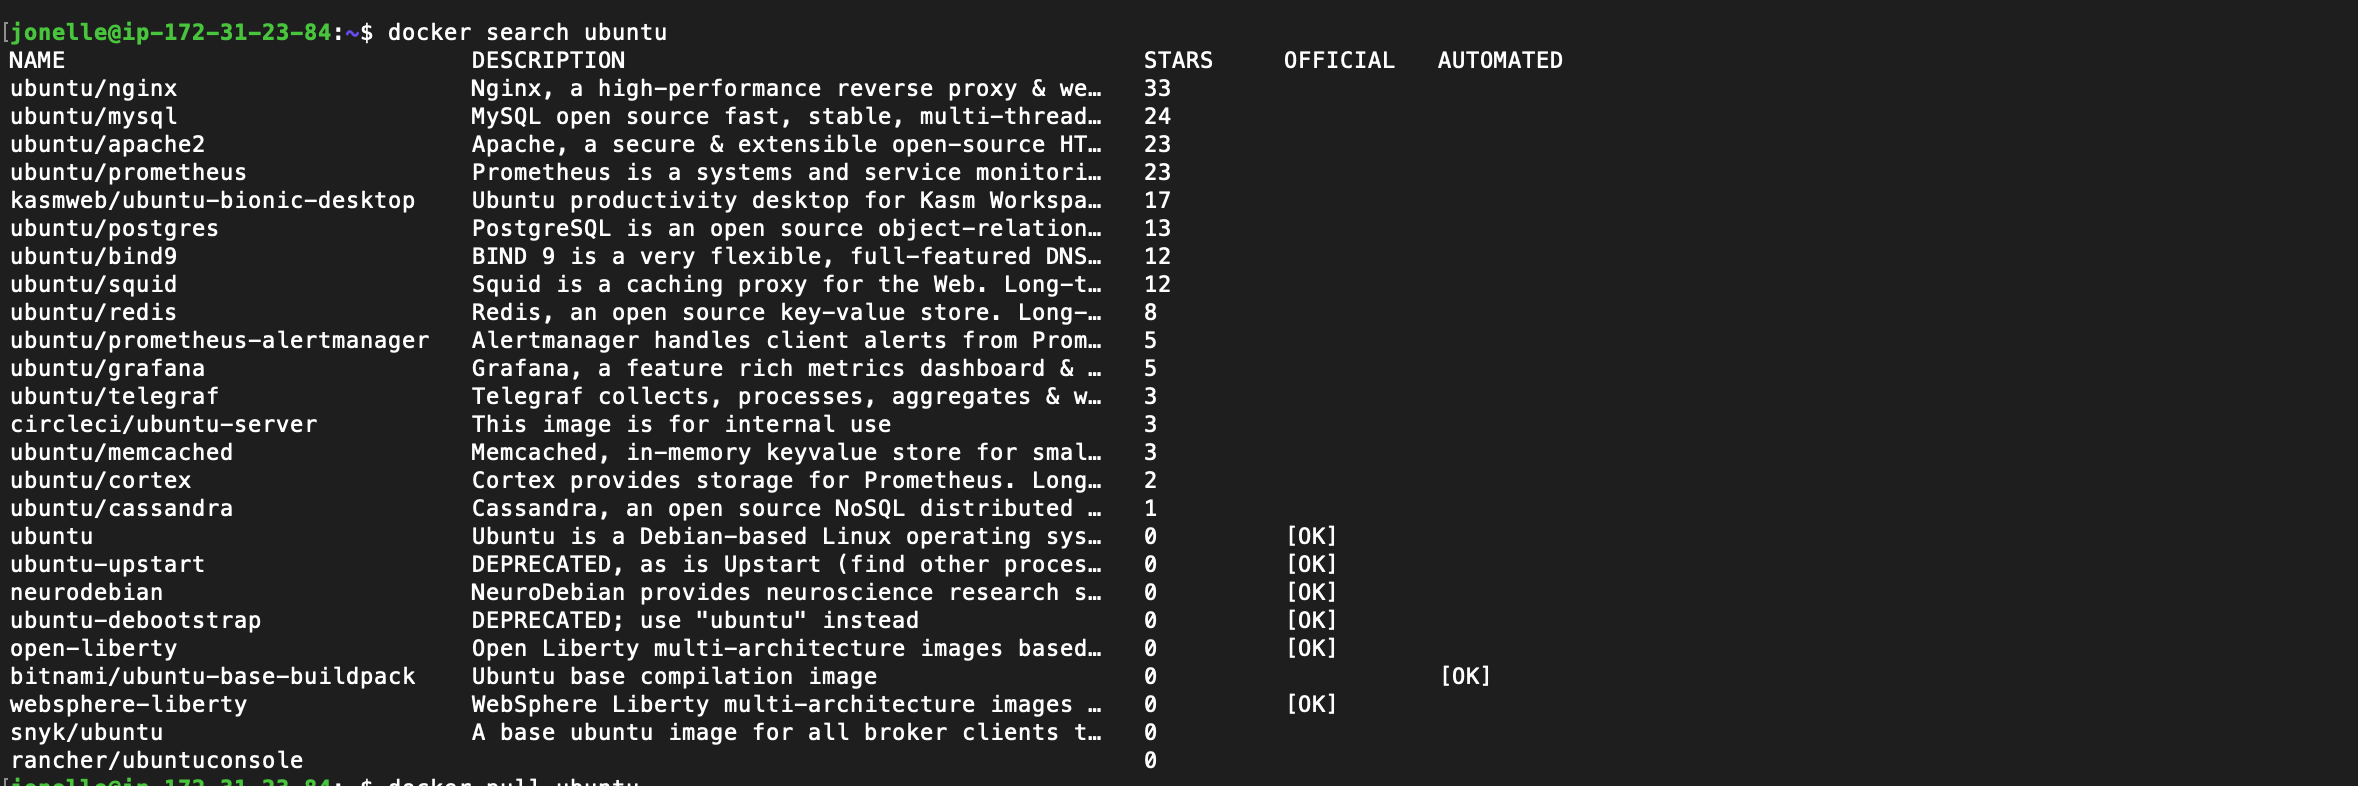 jonelle@ip-172-31-23-84:~$ docker search ubuntu
NAME DESCRIPTION STARS OFFICIAL AUTOMATED
ubuntu/nginx Nginx, a high-performance reverse proxy & we… 33
ubuntu/mysql MySQL open source fast, stable, multi-thread… 24
ubuntu/apache2 Apache, a secure & extensible open-source HT… 23
ubuntu/prometheus Prometheus is a systems and service monitori… 23
kasmweb/ubuntu-bionic-desktop Ubuntu productivity desktop for Kasm Workspa… 17
ubuntu/postgres PostgreSQL is an open source object-relation… 13
ubuntu/bind9 BIND 9 is a very flexible, full-featured DNS… 12
ubuntu/squid Squid is a caching proxy for the Web. Long-t… 12
ubuntu/redis Redis, an open source key-value store. Long-… 8
ubuntu/prometheus-alertmanager Alertmanager handles client alerts from Prom… 5
ubuntu/grafana Grafana, a feature rich metrics dashboard & … 5
ubuntu/telegraf Telegraf collects, processes, aggregates & w… 3
circleci/ubuntu-server This image is for internal use 3
ubuntu/memcached Memcached, in-memory keyvalue store for smal… 3
ubuntu/cortex Cortex provides storage for Prometheus. Long… 2
ubuntu/cassandra Cassandra, an open source NoSQL distributed … 1
ubuntu Ubuntu is a Debian-based Linux operating sys… 0 [OK]
ubuntu-upstart DEPRECATED, as is Upstart (find other proces… 0 [OK]
neurodebian NeuroDebian provides neuroscience research s… 0 [OK]
ubuntu-debootstrap DEPRECATED; use "ubuntu" instead 0 [OK]
open-liberty Open Liberty multi-architecture images based… 0 [OK]
bitnami/ubuntu-base-buildpack Ubuntu base compilation image 0 [OK]
websphere-liberty WebSphere Liberty multi-architecture images … 0 [OK]
snyk/ubuntu A base ubuntu image for all broker clients t… 0
rancher/ubuntuconsole 0
jonelle@ip-172-31-23-84:~$ docker pull ubuntu